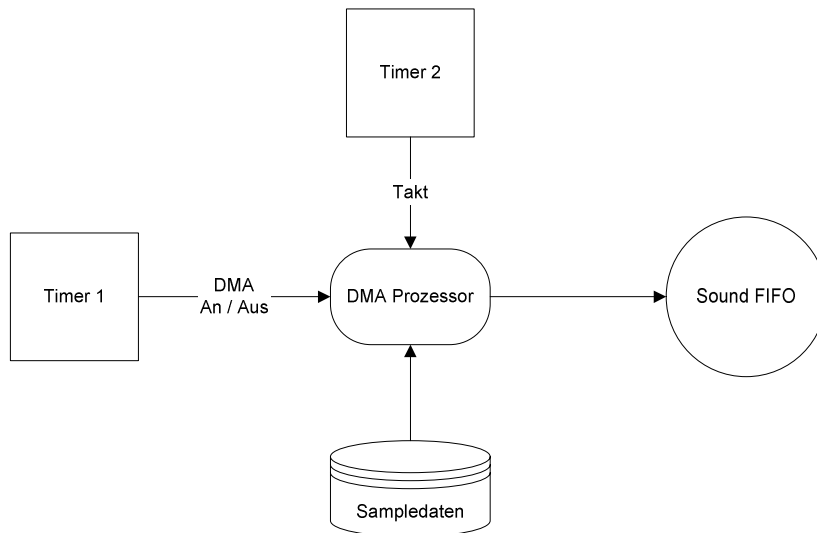 Timer 2
Takt
Timer 1
DMA
An / Aus
DMA Prozessor
Sound FIFO
Sampledaten